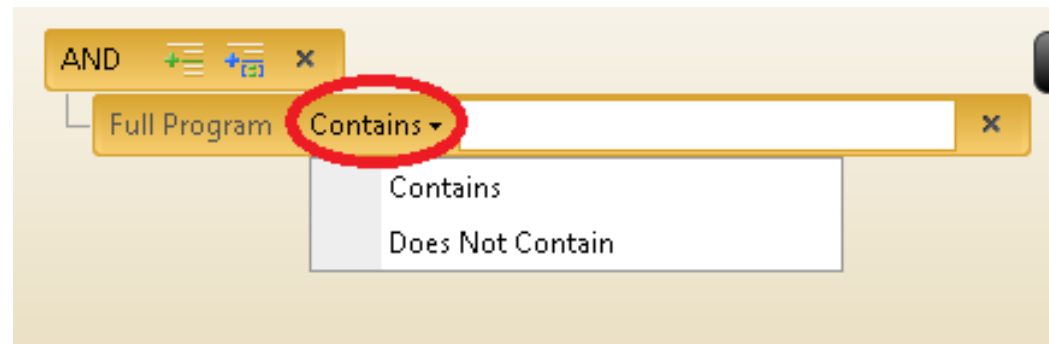 AND
Full Program Contains
Contains
Does Not Contain